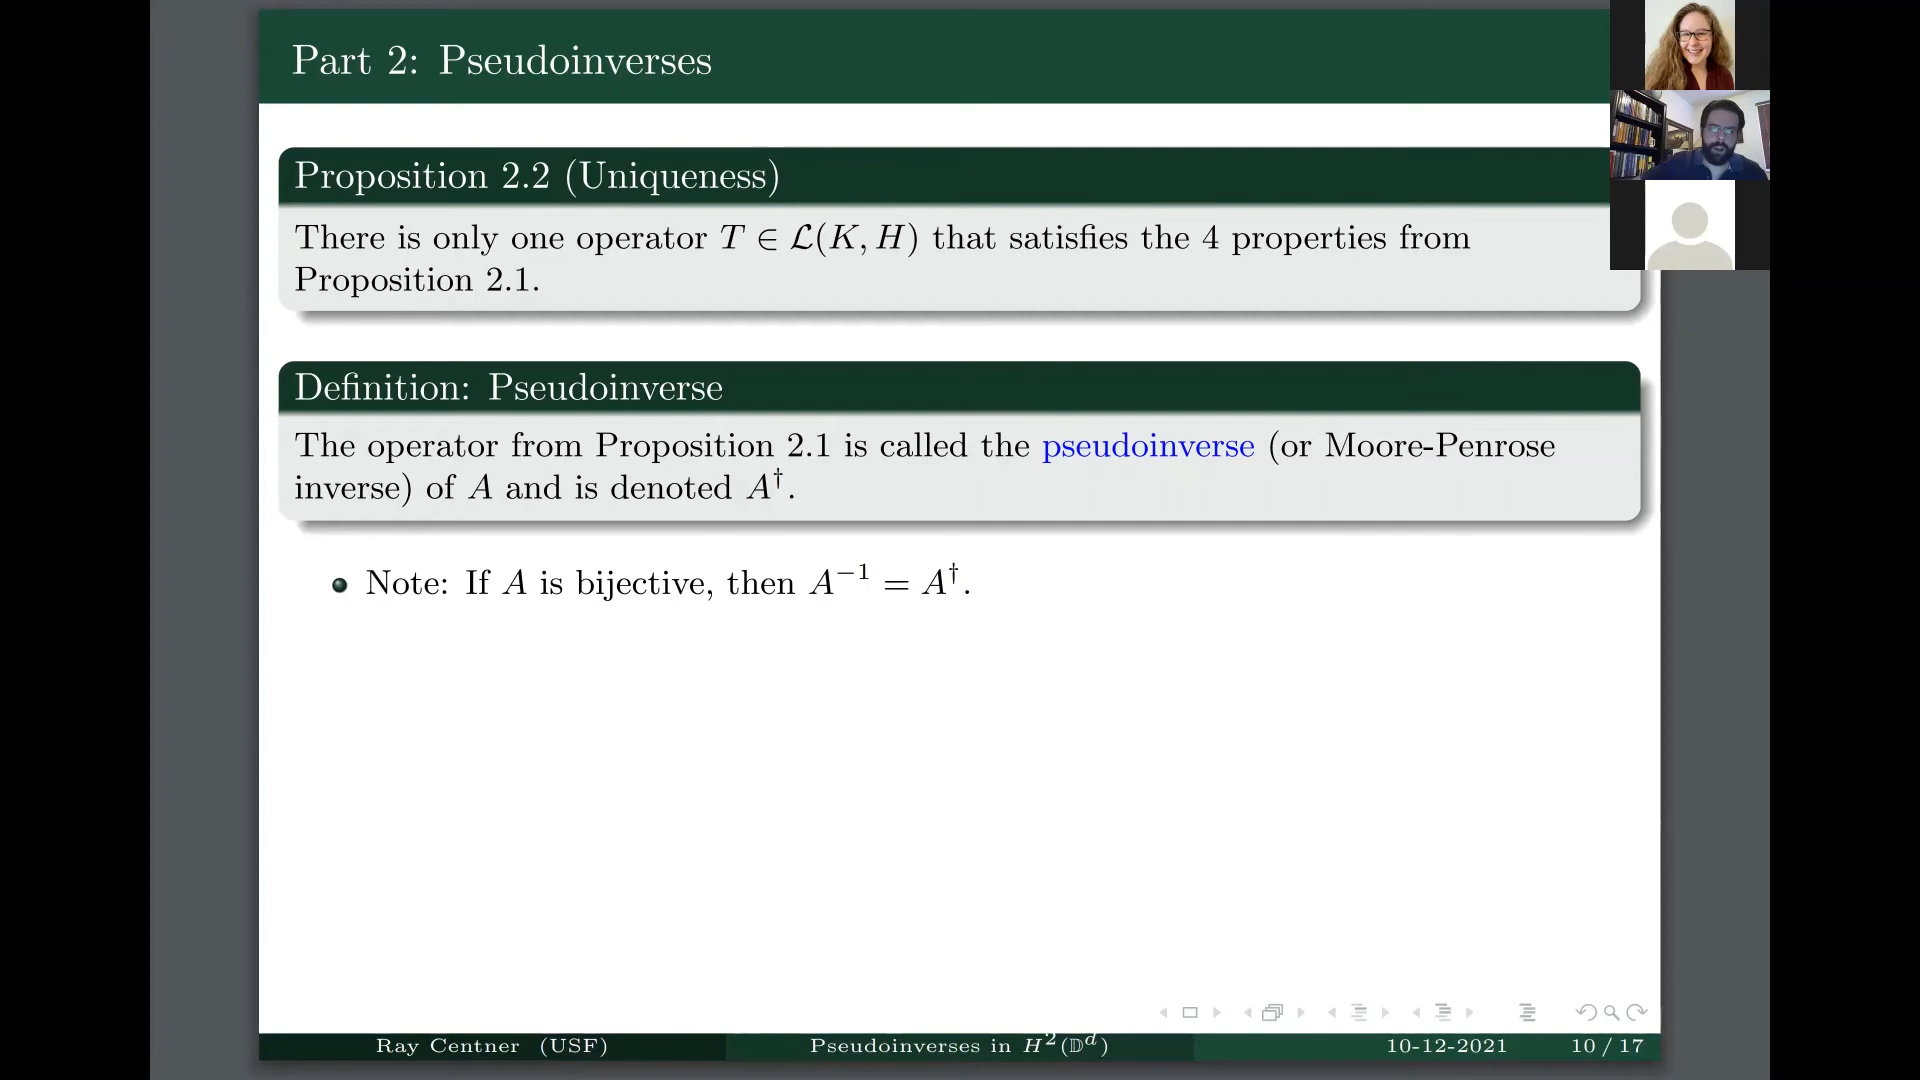 Part 2: Pseudoinverses
Proposition 2.2 (Uniqueness)
There is only one operator T ∈ ℒ(K, H) that satisfies the 4 properties from
Proposition 2.1.
Definition: Pseudoinverse
The operator from Proposition 2.1 is called the pseudoinverse (or Moore-Penrose
inverse) of A and is denoted A†.
Note: If A is bijective, then A⁻¹ = A†.
Ray Centner (USF) Pseudoinverses in H²(𝔻ᵈ) 10-12-2021 10 / 17